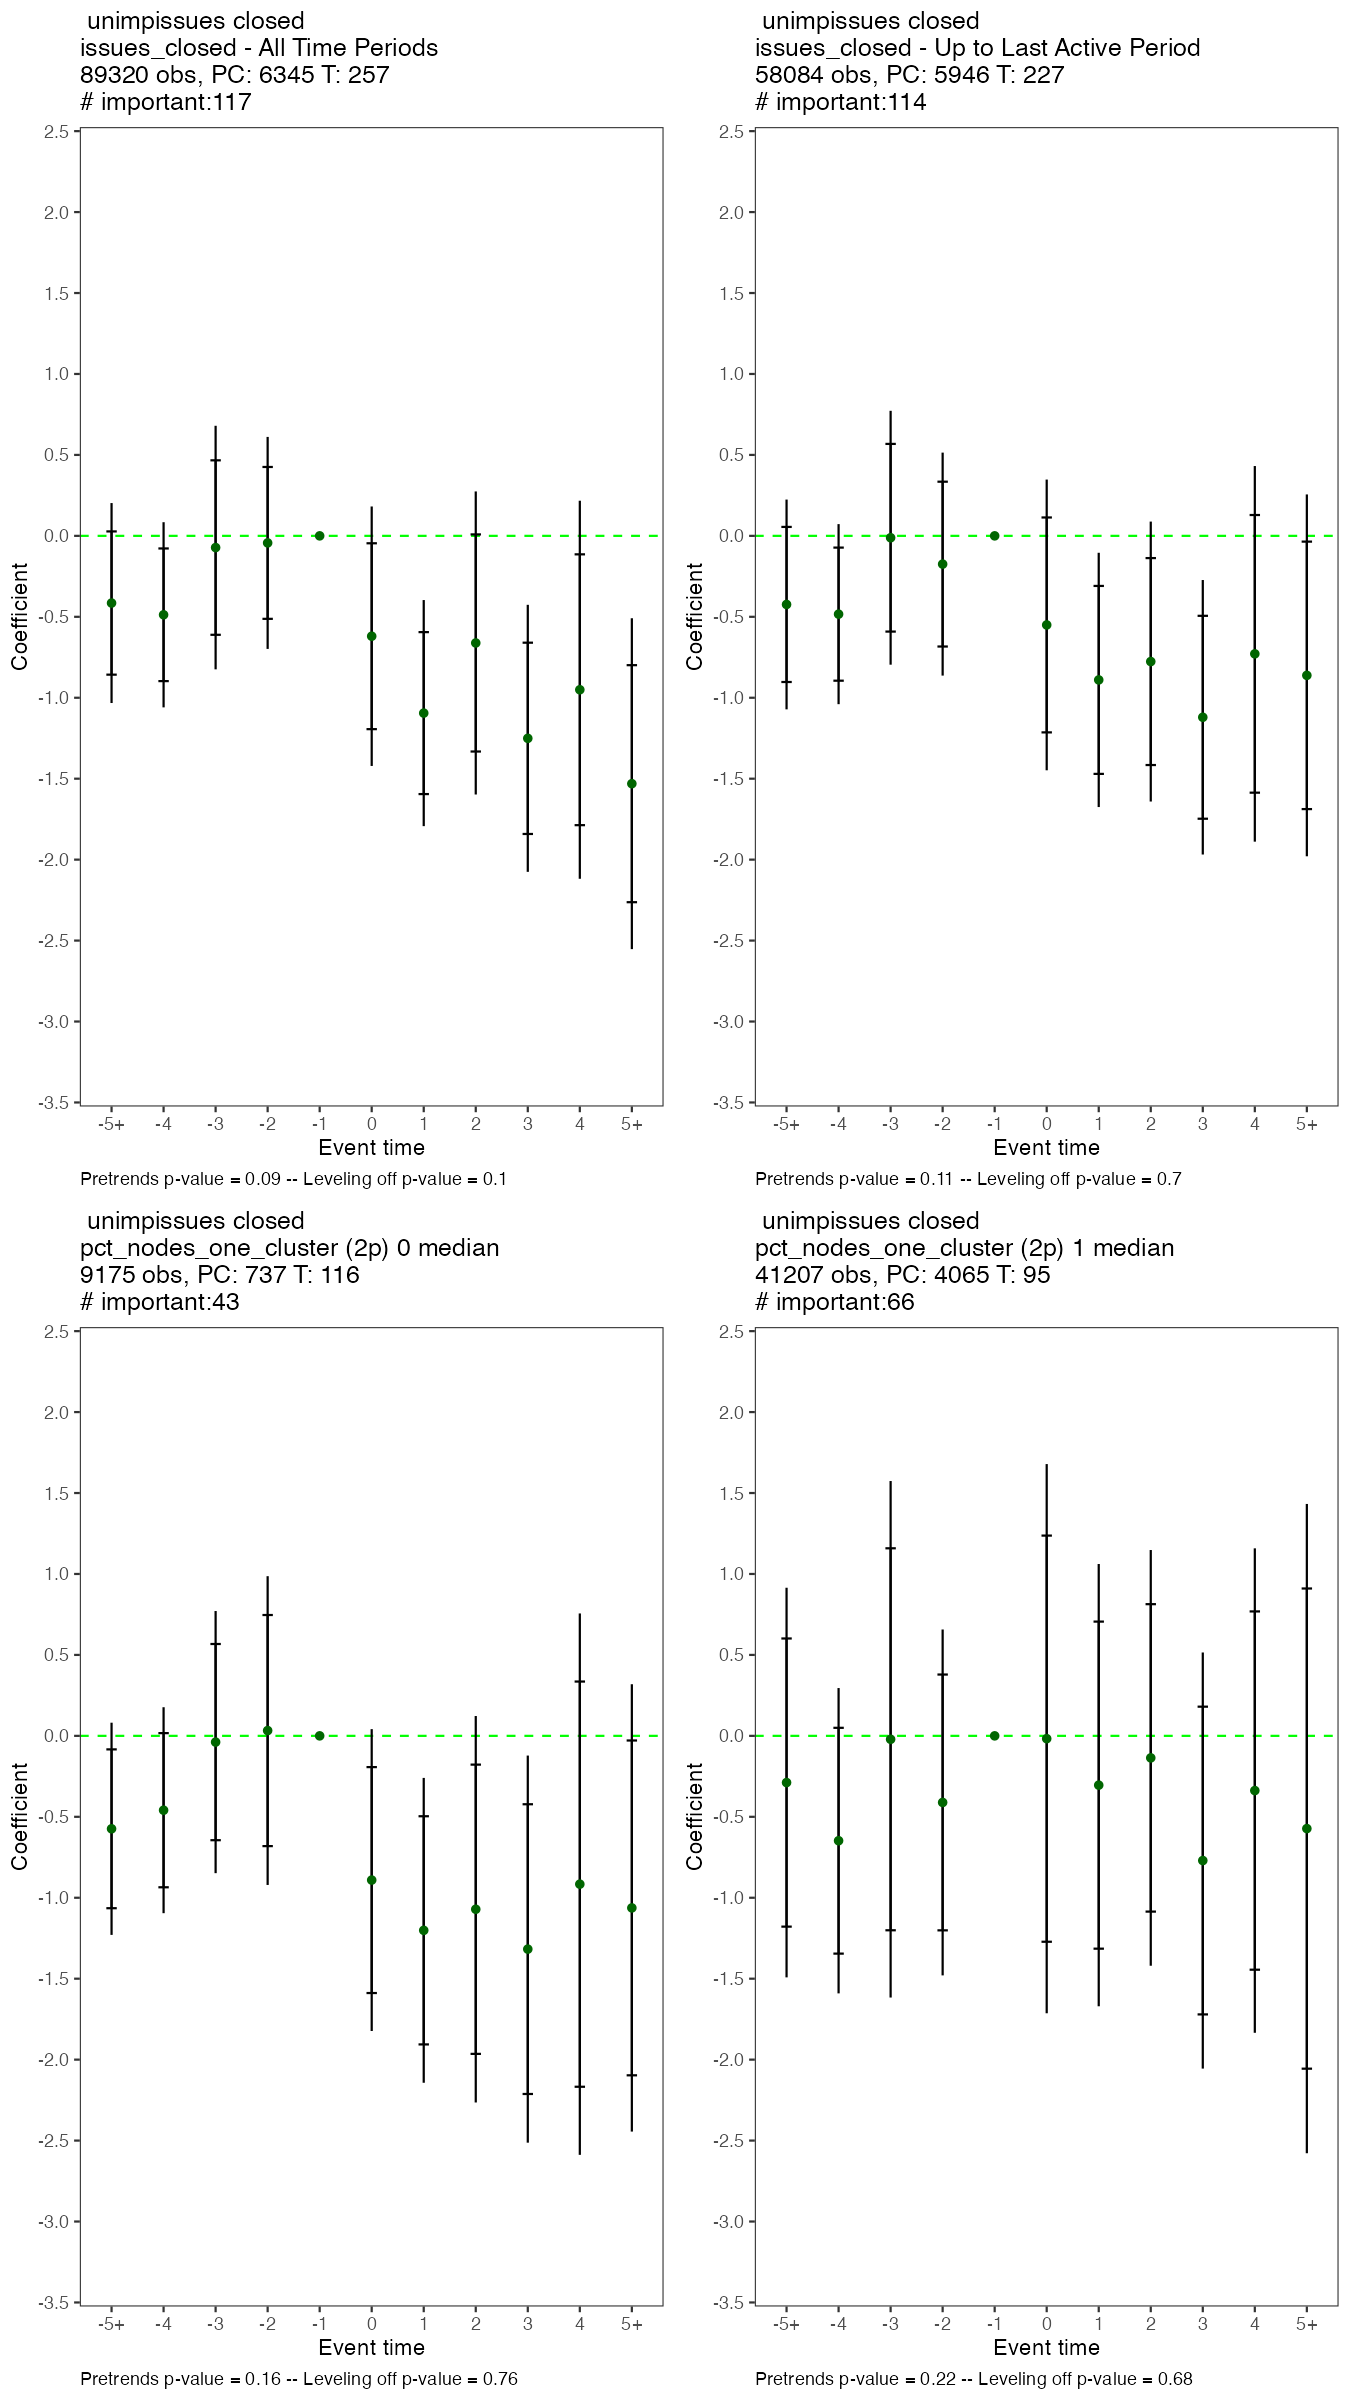 unimpissues closed
issues_closed - All Time Periods
89320 obs, PC: 6345 T: 257
# important:117
2.5
2.0
1.5
1.0
0.5
0.0
-0.5
-1.0
-1.5
-2.0
-2.5
-3.0
-3.5
Coefficient
-5+ -4 -3 -2 -1 0 1 2 3 4 5+
Event time
Pretrends p-value = 0.09 -- Leveling off p-value = 0.1
unimpissues closed
issues_closed - Up to Last Active Period
58084 obs, PC: 5946 T: 227
# important:114
2.5
2.0
1.5
1.0
0.5
0.0
-0.5
-1.0
-1.5
-2.0
-2.5
-3.0
-3.5
Coefficient
-5+ -4 -3 -2 -1 0 1 2 3 4 5+
Event time
Pretrends p-value = 0.11 -- Leveling off p-value = 0.7
unimpissues closed
pct_nodes_one_cluster (2p) 0 median
9175 obs, PC: 737 T: 116
# important:43
2.5
2.0
1.5
1.0
0.5
0.0
-0.5
-1.0
-1.5
-2.0
-2.5
-3.0
-3.5
Coefficient
-5+ -4 -3 -2 -1 0 1 2 3 4 5+
Event time
Pretrends p-value = 0.16 -- Leveling off p-value = 0.76
unimpissues closed
pct_nodes_one_cluster (2p) 1 median
41207 obs, PC: 4065 T: 95
# important:66
2.5
2.0
1.5
1.0
0.5
0.0
-0.5
-1.0
-1.5
-2.0
-2.5
-3.0
-3.5
Coefficient
-5+ -4 -3 -2 -1 0 1 2 3 4 5+
Event time
Pretrends p-value = 0.22 -- Leveling off p-value = 0.68